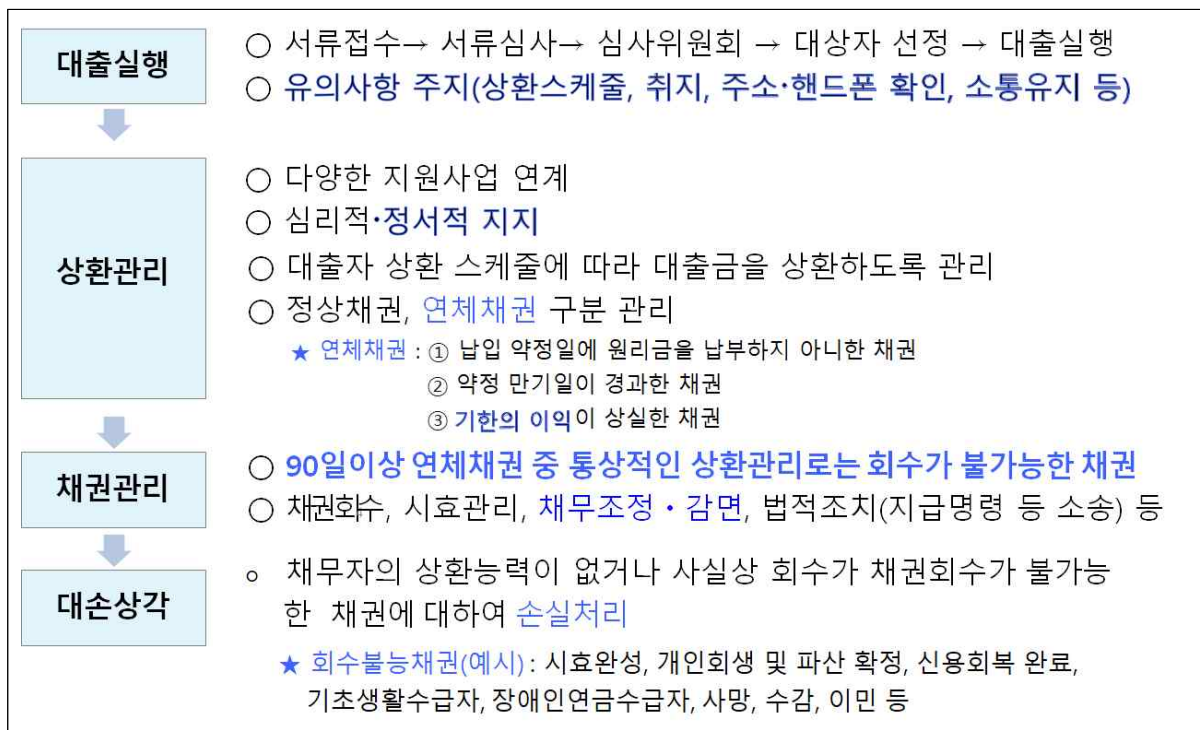 대출실행
○ 서류접수→ 서류심사→ 심사위원회 → 대상자 선정 → 대출실행
○ 유의사항 주지(상환스케줄, 취지, 주소·핸드폰 확인, 소통유지 등)
상환관리
○ 다양한 지원사업 연계
○ 심리적·정서적 지지
○ 대출자 상환 스케줄에 따라 대출금을 상환하도록 관리
○ 정상채권, 연체채권 구분 관리
★ 연체채권 : ① 납입 약정일에 원리금을 납부하지 아니한 채권
② 약정 만기일이 경과한 채권
③ 기한의 이익이 상실한 채권
채권관리
○ 90일이상 연체채권 중 통상적인 상환관리로는 회수가 불가능한 채권
○ 채권회수, 시효관리, 채무조정·감면, 법적조치(지급명령 등 소송) 등
대손상각
○ 채무자의 상환능력이 없거나 사실상 회수가 채권회수가 불가능
한 채권에 대하여 손실처리
★ 회수불능채권(예시) : 시효완성, 개인회생 및 파산 확정, 신용회복 완료,
기초생활수급자, 장애인연금수급자, 사망, 수감, 이민 등